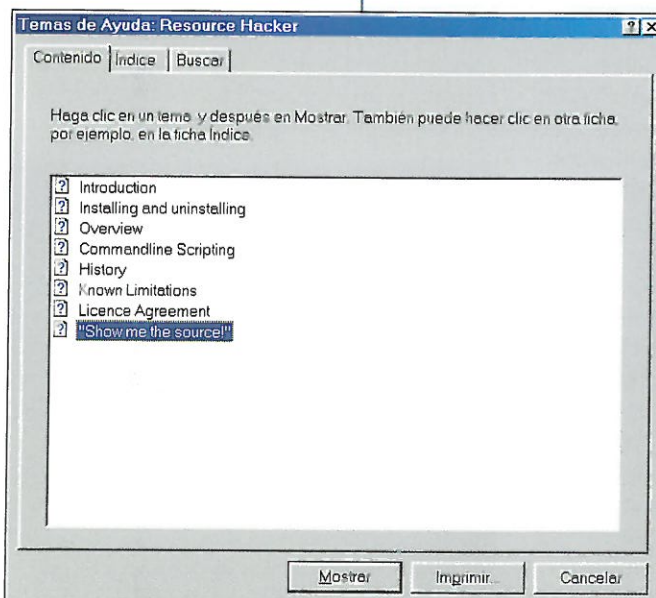 Temas de Ayuda: Resource Hacker
Contenido Índice Buscar
Haga clic en un tema y después en Mostrar. También puede hacer clic en otra ficha,
por ejemplo, en la ficha Índice.
Introduction
Installing and uninstalling
Overview
Commandline Scripting
History
Known Limitations
Licence Agreement
"Show me the source!"
Mostrar Imprimir... Cancelar